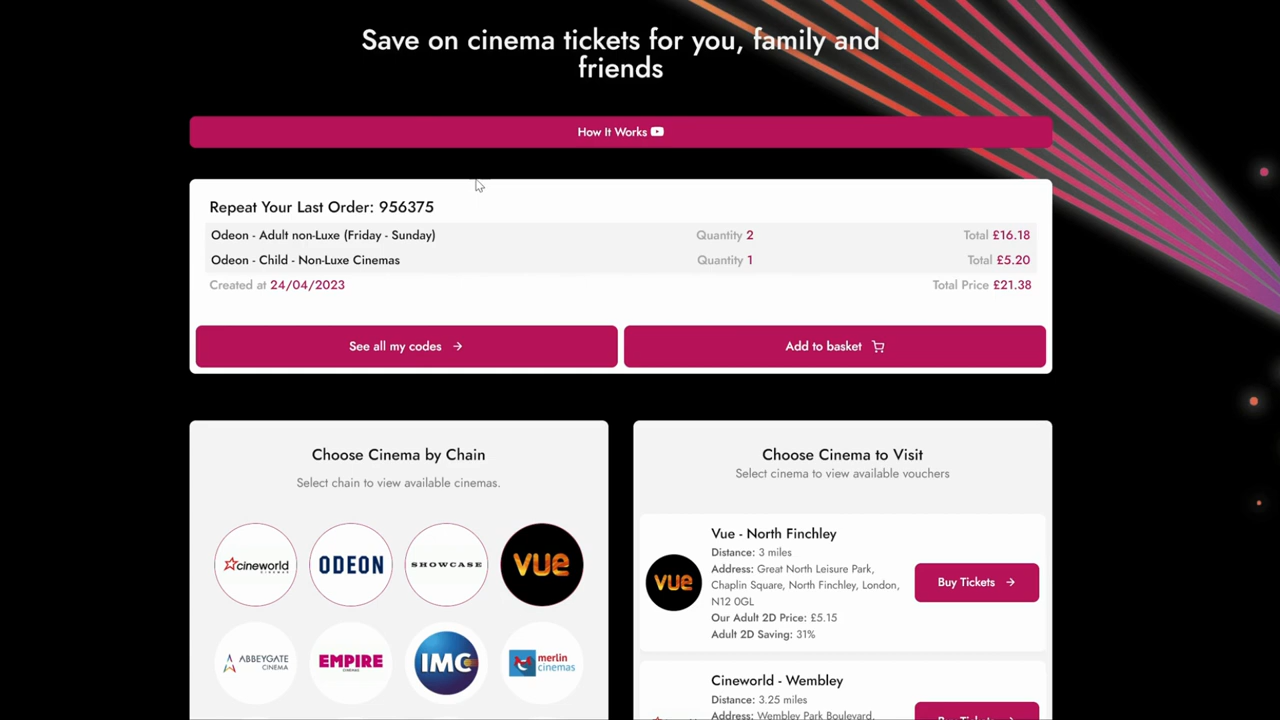 Save on cinema tickets for you, family and
friends
How It Works
Repeat Your Last Order: 956375
Odeon - Adult non-Luxe (Friday - Sunday) Quantity 2 Total £16.18
Odeon - Child - Non-Luxe Cinemas Quantity 1 Total £5.20
Created at 24/04/2023 Total Price £21.38
See all my codes
Add to basket
Choose Cinema by Chain
Select chain to view available cinemas.
cineworld
ODEON
SHOWCASE
VUE
ABBEYGATE
CINEMA
EMPIRE
CINEMAS
IMC
merlin
cinemas
Choose Cinema to Visit
Select cinema to view available vouchers
VUE
Vue - North Finchley
Distance: 3 miles
Address: Great North Leisure Park,
Chaplin Square, North Finchley, London,
N12 0GL
Our Adult 2D Price: £5.15
Adult 2D Saving: 31%
Buy Tickets
Cineworld - Wembley
Distance: 3.25 miles
Address: Wembley Park Boulevard,
Buy Tickets